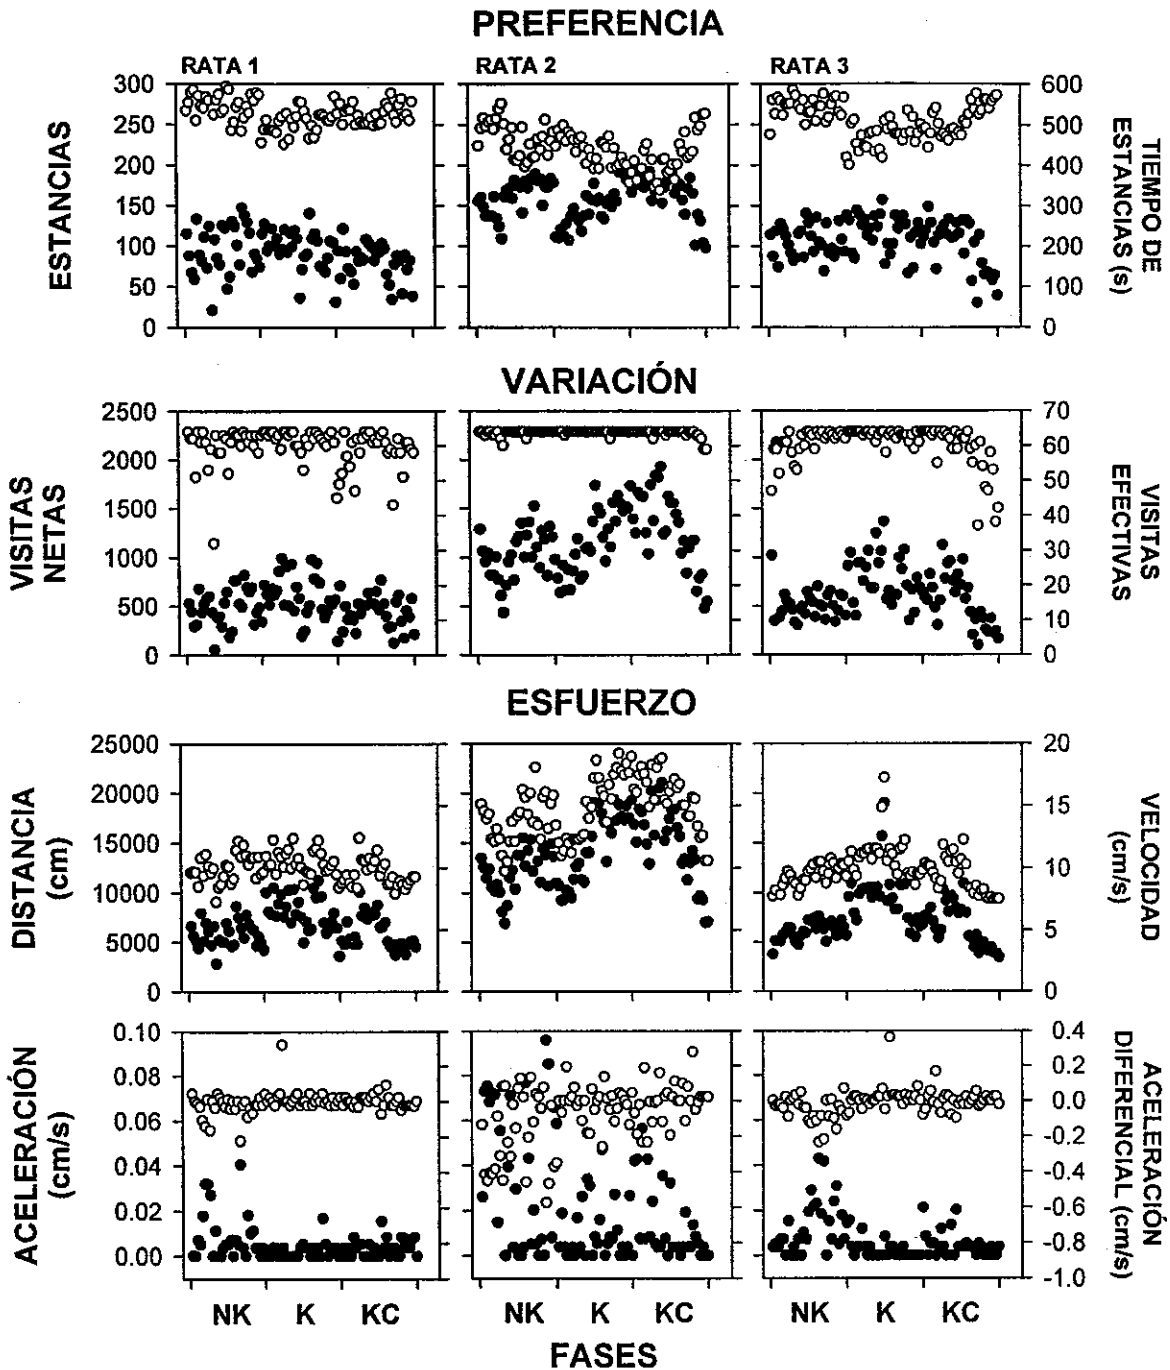 PREFERENCIA
RATA 1
RATA 2
RATA 3
300
250
200
150
100
50
0
ESTANCIAS
600
500
400
300
200
100
0
TIEMPO DE
ESTANCIAS (s)
VARIACIÓN
2500
2000
1500
1000
500
0
VISITAS
NETAS
70
60
50
40
30
20
10
0
VISITAS
EFECTIVAS
ESFUERZO
25000
20000
15000
10000
5000
0
DISTANCIA
(cm)
20
15
10
5
0
VELOCIDAD
(cm/s)
0.10
0.08
0.06
0.04
0.02
0.00
ACELERACIÓN
(cm/s)
0.4
0.2
0.0
-0.2
-0.4
-0.6
-0.8
-1.0
ACELERACIÓN
DIFERENCIAL (cm/s)
NK K KC
NK K KC
NK K KC
FASES